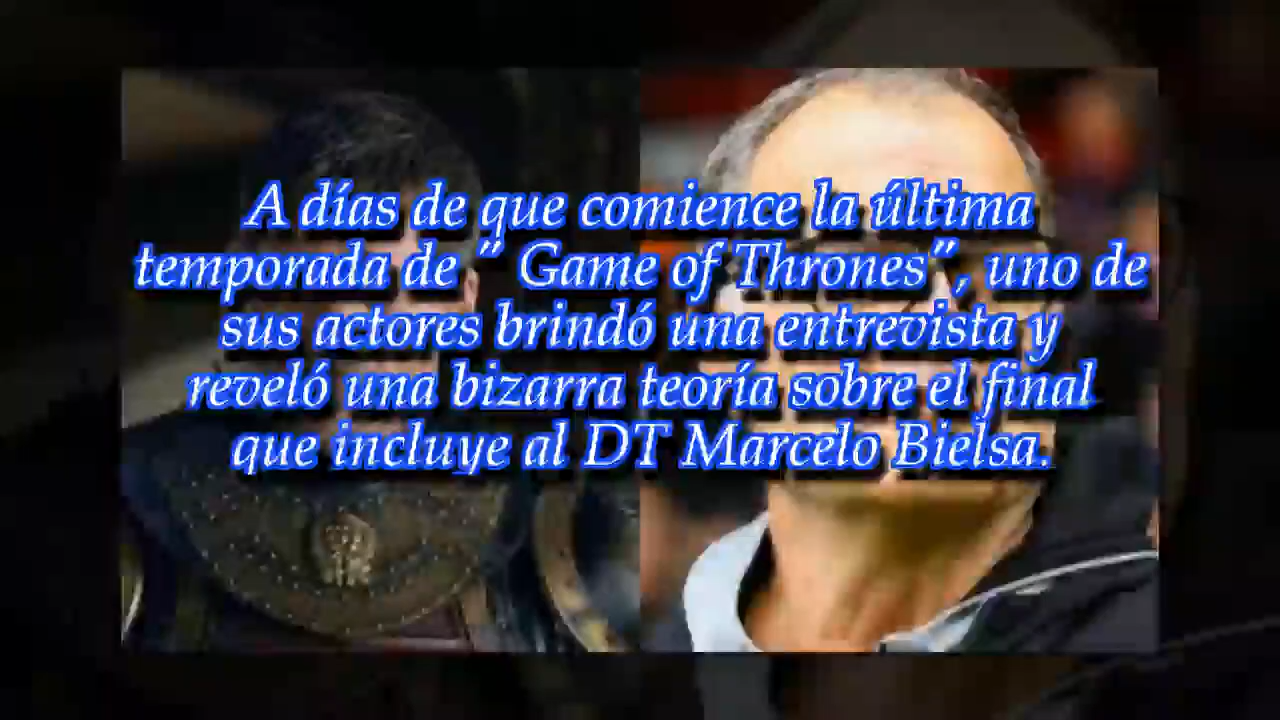 A días de que comience la última
temporada de " Game of Thrones", uno de
sus actores brindó una entrevista y
reveló una bizarra teoría sobre el final
que incluye al DT Marcelo Bielsa.